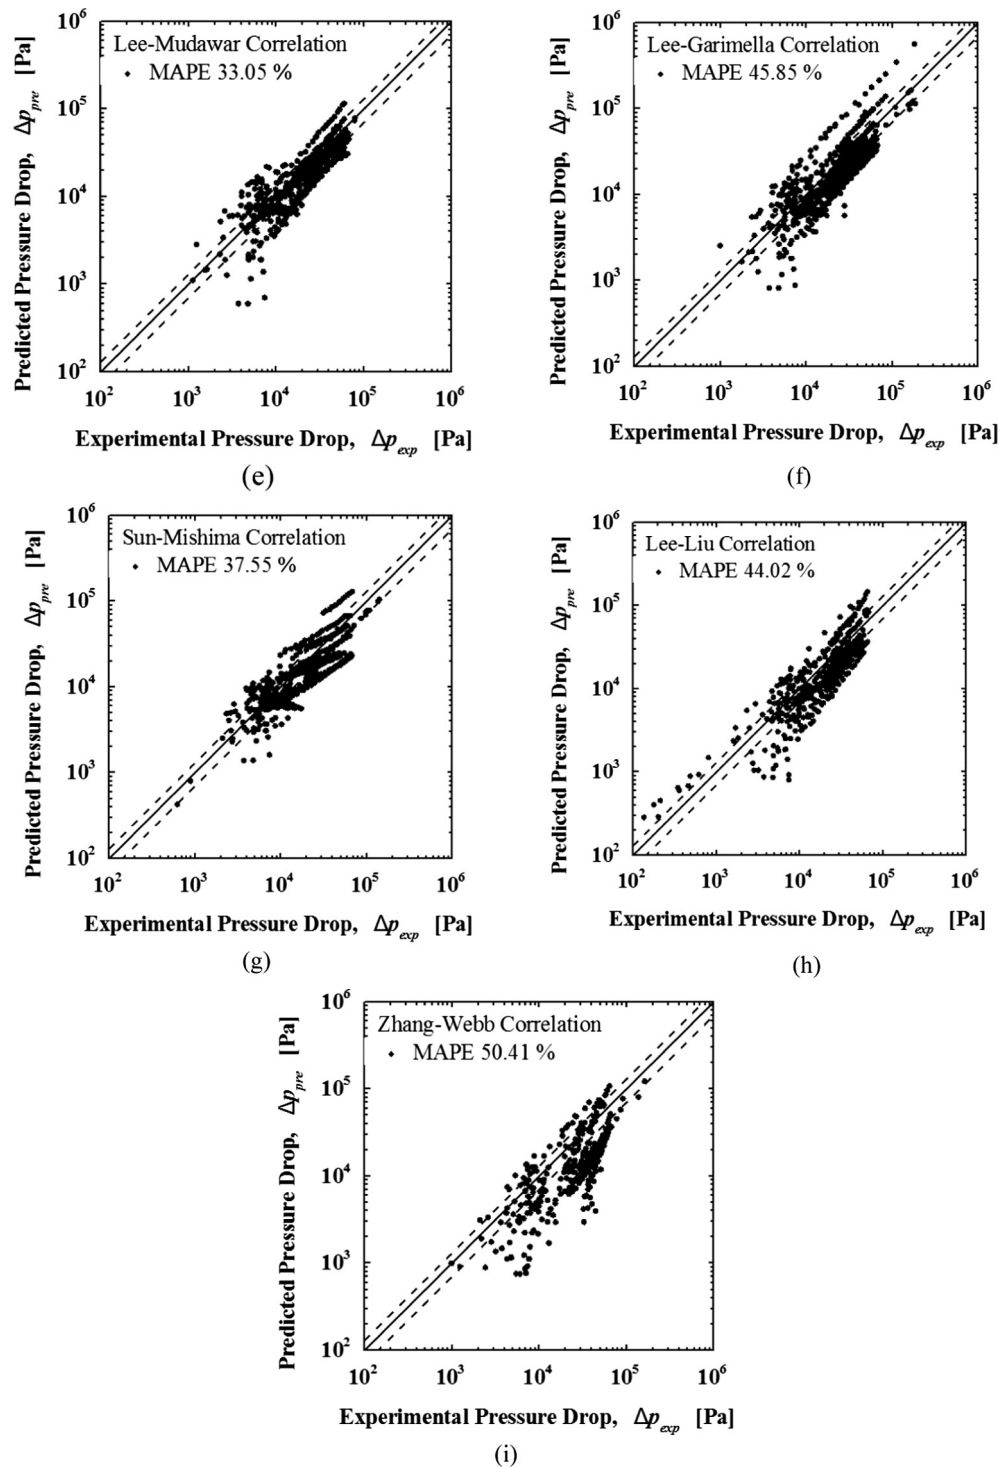 10^6
Lee-Mudawar Correlation
MAPE 33.05 %
10^5
10^4
10^3
10^2
Predicted Pressure Drop, Δp_pre [Pa]
10^2 10^3 10^4 10^5 10^6
Experimental Pressure Drop, Δp_exp [Pa]
(e)
10^6
Lee-Garimella Correlation
MAPE 45.85 %
10^5
10^4
10^3
10^2
Predicted Pressure Drop, Δp_pre [Pa]
10^2 10^3 10^4 10^5 10^6
Experimental Pressure Drop, Δp_exp [Pa]
(f)
10^6
Sun-Mishima Correlation
MAPE 37.55 %
10^5
10^4
10^3
10^2
Predicted Pressure Drop, Δp_pre [Pa]
10^2 10^3 10^4 10^5 10^6
Experimental Pressure Drop, Δp_exp [Pa]
(g)
10^6
Lee-Liu Correlation
MAPE 44.02 %
10^5
10^4
10^3
10^2
Predicted Pressure Drop, Δp_pre [Pa]
10^2 10^3 10^4 10^5 10^6
Experimental Pressure Drop, Δp_exp [Pa]
(h)
10^6
Zhang-Webb Correlation
MAPE 50.41 %
10^5
10^4
10^3
10^2
Predicted Pressure Drop, Δp_pre [Pa]
10^2 10^3 10^4 10^5 10^6
Experimental Pressure Drop, Δp_exp [Pa]
(i)